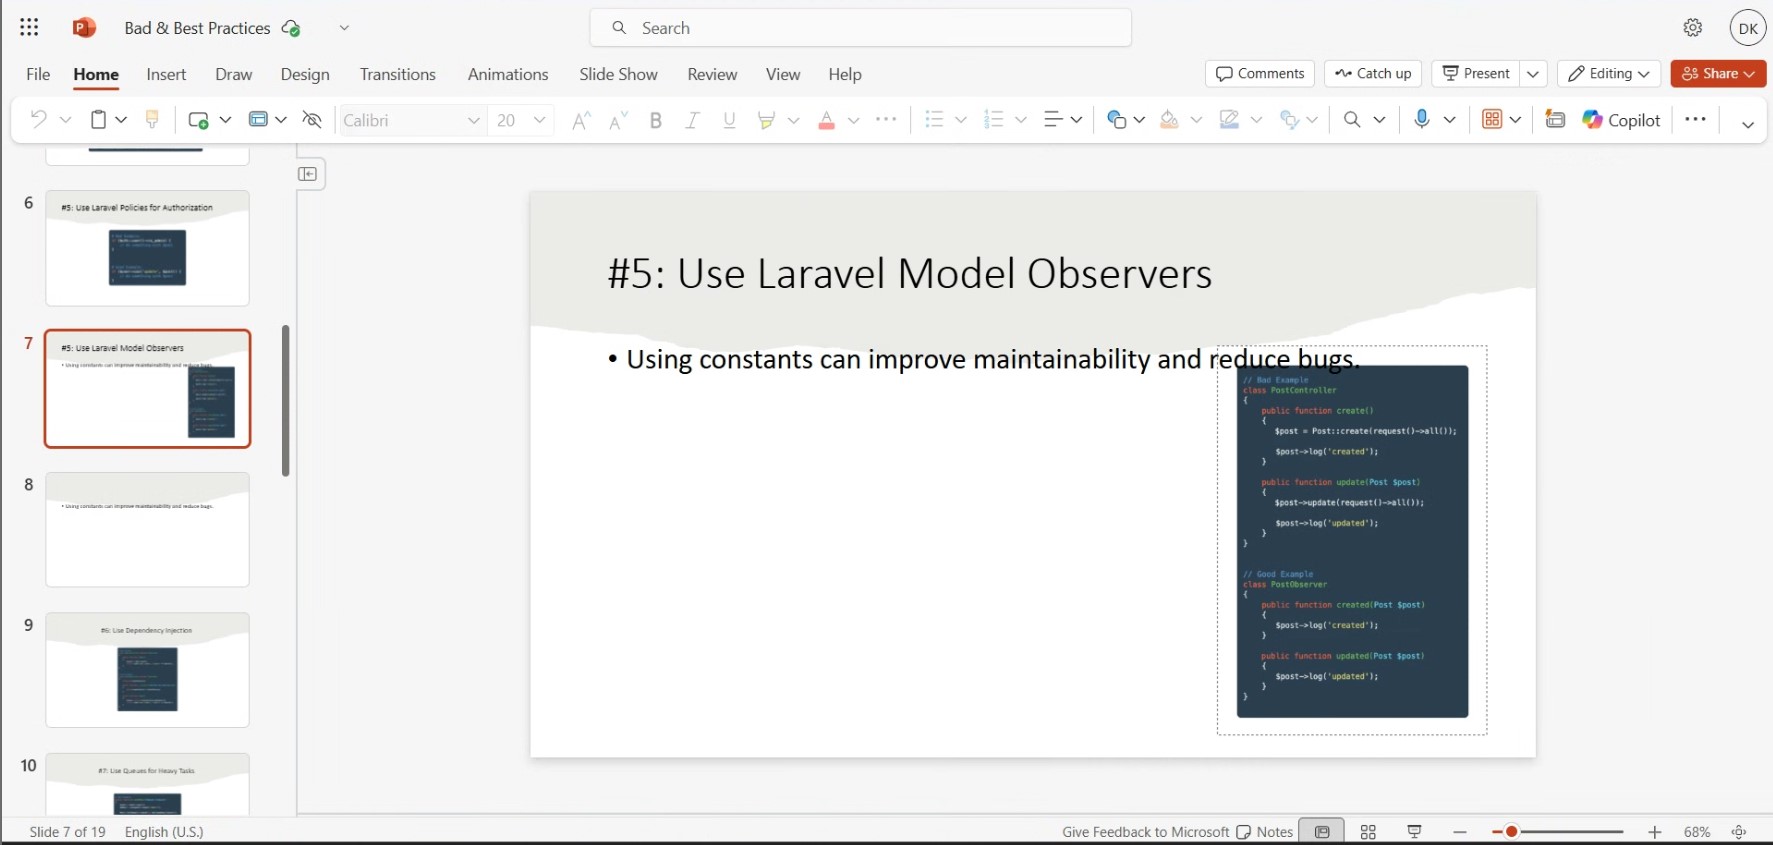 Bad & Best Practices
Search
DK
File Home Insert Draw Design Transitions Animations Slide Show Review View Help
Comments Catch up Present Editing Share
Calibri 20 Copilot
6
#5: Use Laravel Policies for Authorization
7
#5: Use Laravel Model Observers
• Using constants can improve maintainability and reduce bugs.
8
• Using constants can improve maintainability and reduce bugs.
9
#6: Use Dependency Injection
10
#7: Use Queues for Heavy Tasks
#5: Use Laravel Model Observers
• Using constants can improve maintainability and reduce bugs.
// Bad Example
class PostController
{
public function create()
{
$post = Post::create(request()->all());
$post->log('created');
}
public function update(Post $post)
{
$post->update(request()->all());
$post->log('updated');
}
}
// Good Example
class PostObserver
{
public function created(Post $post)
{
$post->log('created');
}
public function updated(Post $post)
{
$post->log('updated');
}
}
Slide 7 of 19 English (U.S.)
Give Feedback to Microsoft Notes 68%